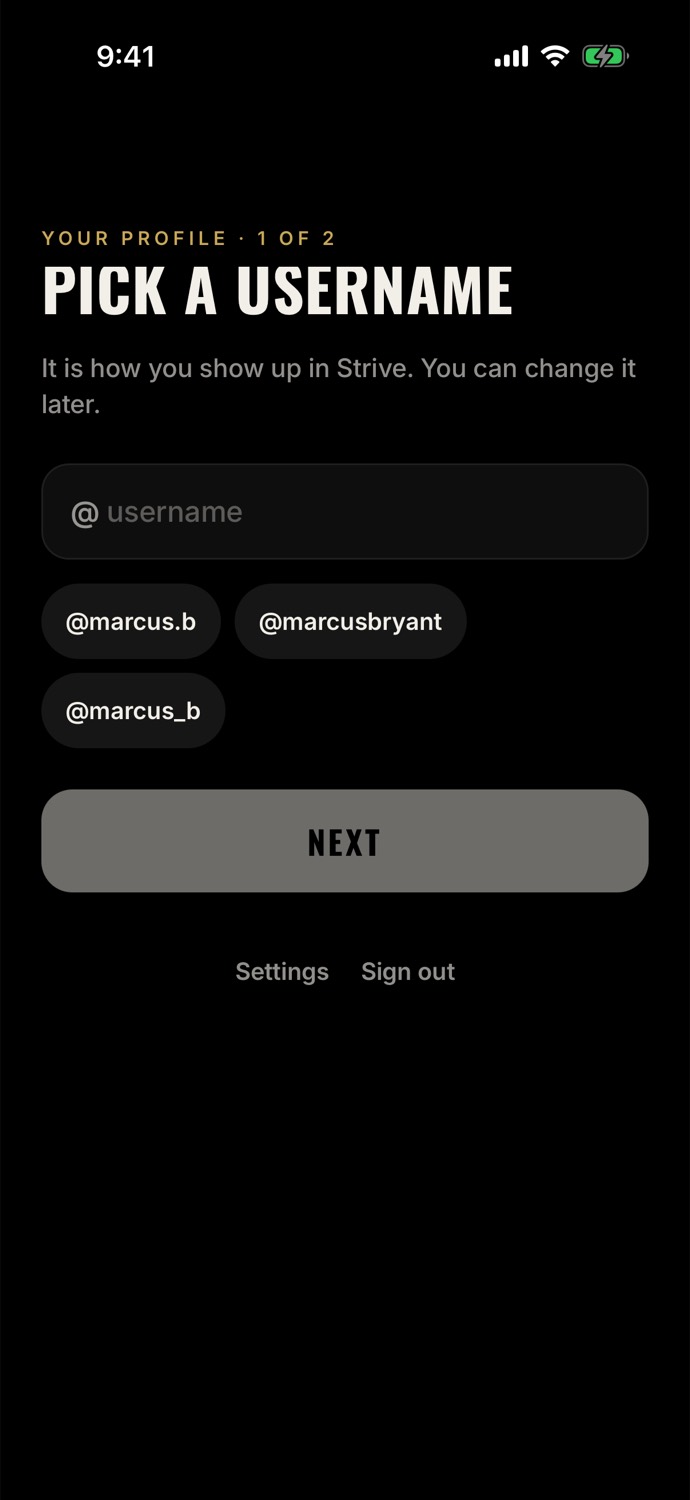 9:41
YOUR PROFILE · 1 OF 2
PICK A USERNAME
It is how you show up in Strive. You can change it
later.
@ username
@marcus.b @marcusbryant
@marcus_b
NEXT
Settings Sign out